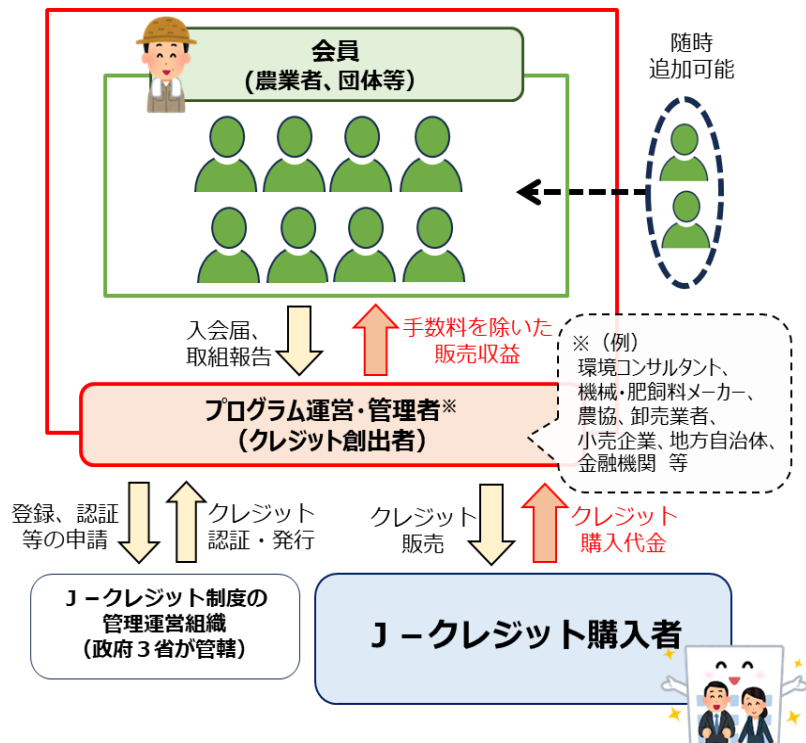 会員
(農業者、団体等)
随時
追加可能
入会届、
取組報告
手数料を除いた
販売収益
※（例）
環境コンサルタント、
機械・肥飼料メーカー、
農協、卸売業者、
小売企業、地方自治体、
金融機関 等
プログラム運営・管理者※
（クレジット創出者）
登録、認証
等の申請
クレジット
認証・発行
クレジット
販売
クレジット
購入代金
Ｊ－クレジット制度の
管理運営組織
(政府３省が管轄)
Ｊ－クレジット購入者